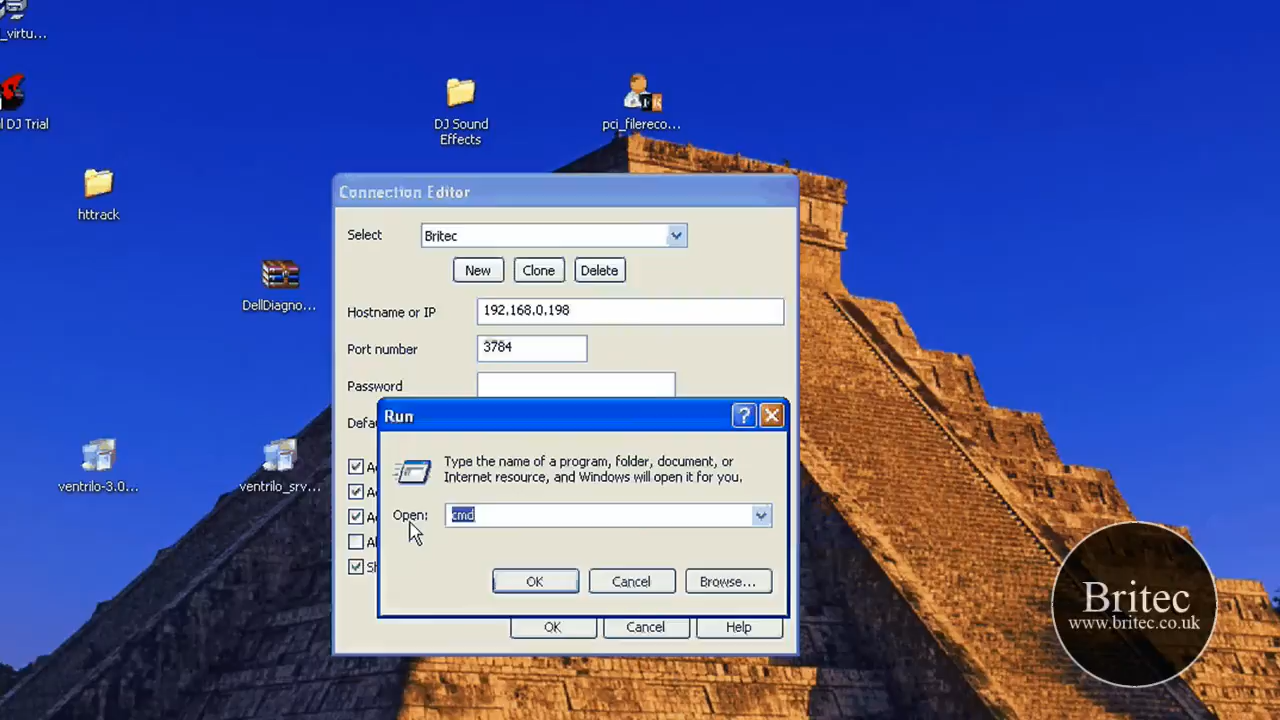 _virtu...
l DJ Trial
DJ Sound
Effects
pci_filereco...
httrack
DellDiagno...
ventrilo-3.0...
ventrilo_srv...
Connection Editor
Select
Britec
New
Clone
Delete
Hostname or IP
192.168.0.198
Port number
3784
Password
Defa
A
A
A
Al
Sh
Run
?
Type the name of a program, folder, document, or
Internet resource, and Windows will open it for you.
Open:
cmd
OK
Cancel
Browse...
OK
Cancel
Help
Britec
www.britec.co.uk